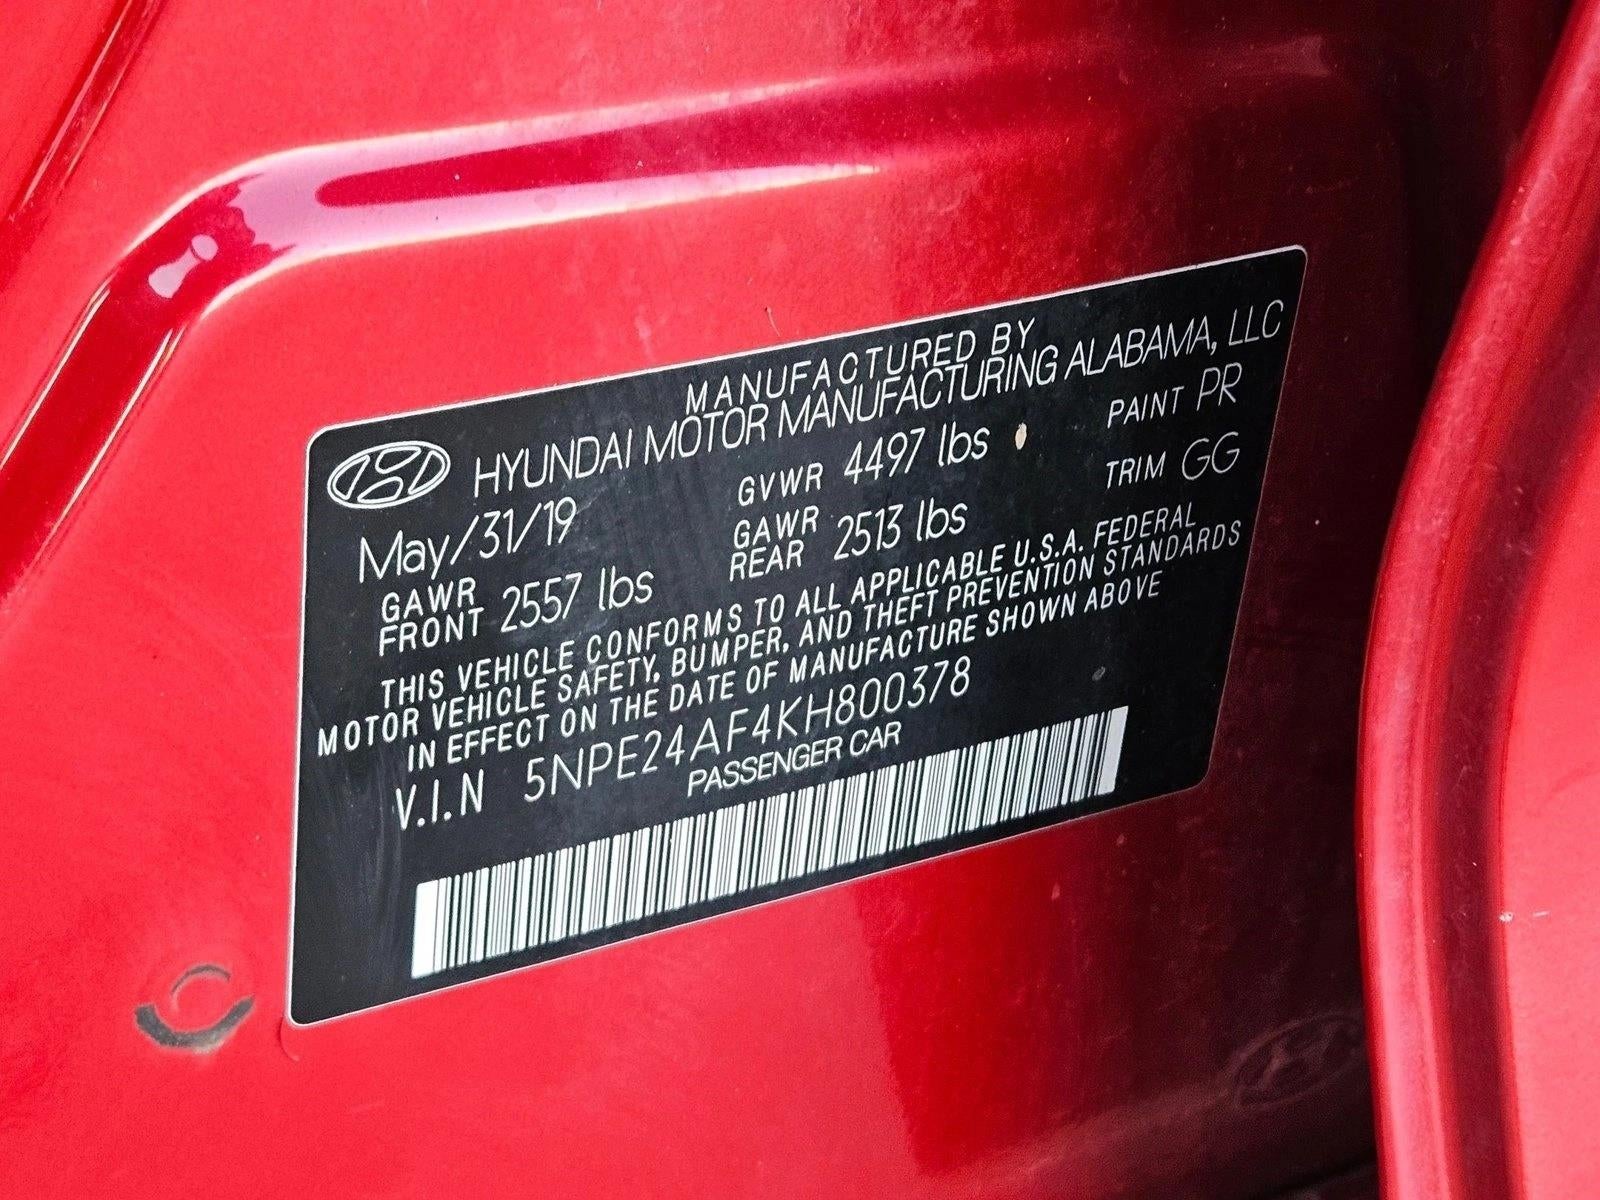 MANUFACTURED BY
HYUNDAI MOTOR MANUFACTURING ALABAMA, LLC
May/31/19 GVWR 4497 lbs PAINT PR
GAWR FRONT 2557 lbs GAWR REAR 2513 lbs TRIM GG
THIS VEHICLE CONFORMS TO ALL APPLICABLE U.S.A. FEDERAL
MOTOR VEHICLE SAFETY, BUMPER, AND THEFT PREVENTION STANDARDS
IN EFFECT ON THE DATE OF MANUFACTURE SHOWN ABOVE
V.I.N 5NPE24AF4KH800378
PASSENGER CAR